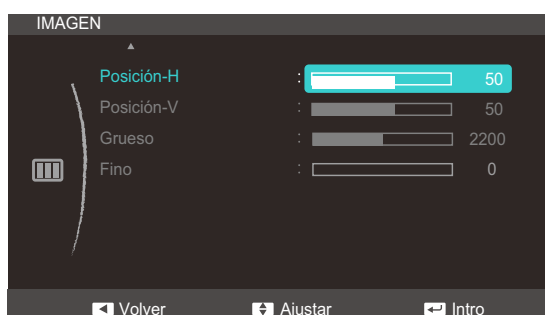 IMAGEN
Posición-H : 50
Posición-V : 50
Grueso : 2200
Fino : 0
Volver Ajustar Intro